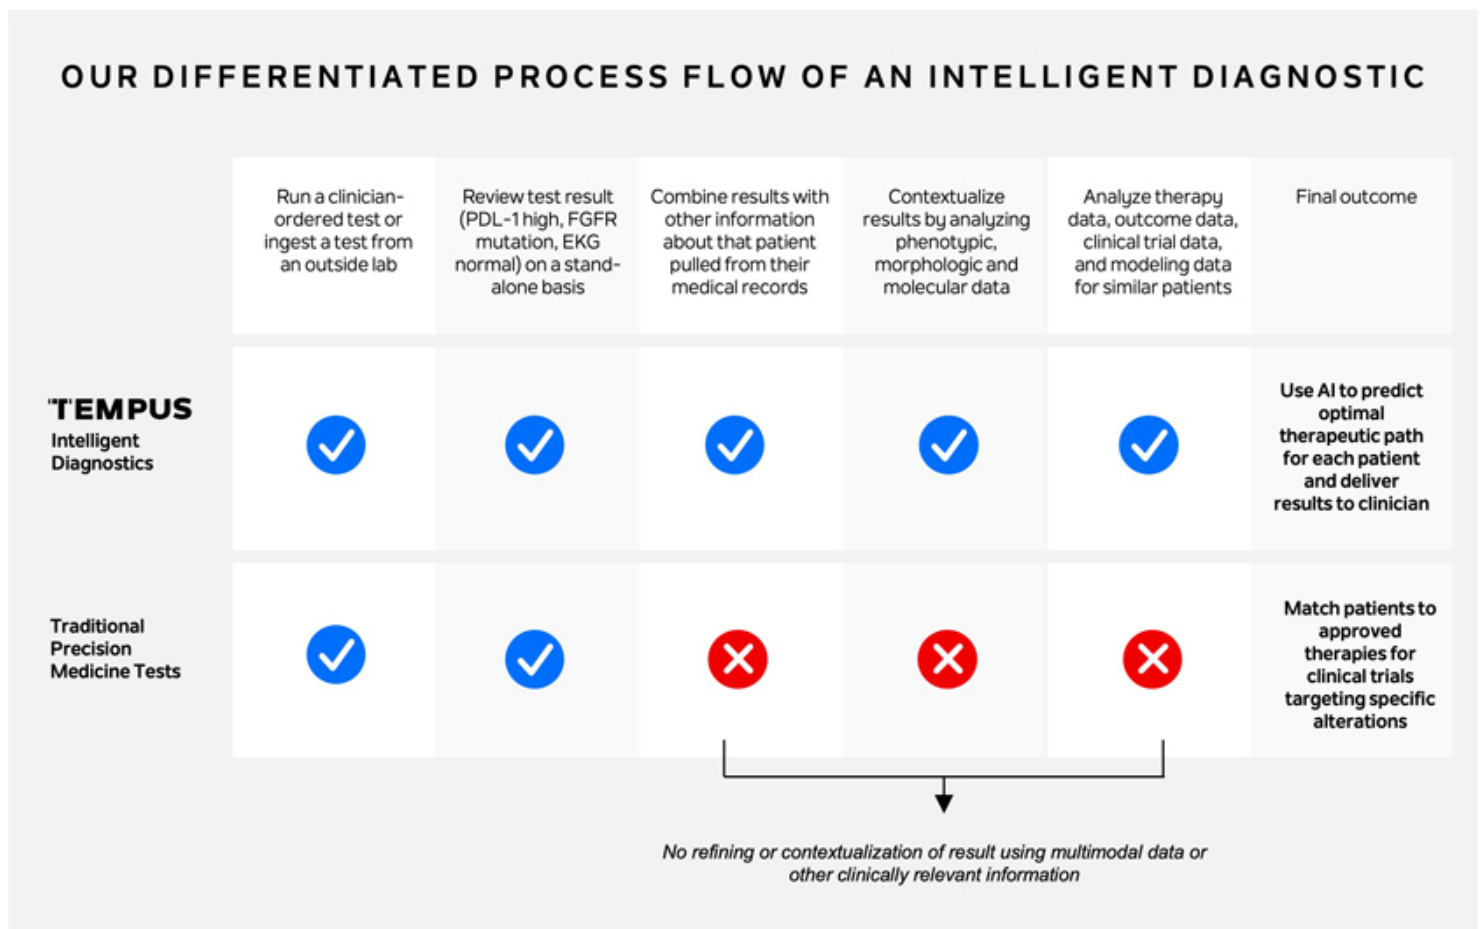 OUR DIFFERENTIATED PROCESS FLOW OF AN INTELLIGENT DIAGNOSTIC
Run a clinician-
ordered test or
ingest a test from
an outside lab
Review test result
(PDL-1 high, FGFR
mutation, EKG
normal) on a stand-
alone basis
Combine results with
other information
about that patient
pulled from their
medical records
Contextualize
results by analyzing
phenotypic,
morphologic and
molecular data
Analyze therapy
data, outcome data,
clinical trial data,
and modeling data
for similar patients
Final outcome
TEMPUS
Intelligent
Diagnostics
Use AI to predict
optimal
therapeutic path
for each patient
and deliver
results to clinician
Traditional
Precision
Medicine Tests
Match patients to
approved
therapies for
clinical trials
targeting specific
alterations
No refining or contextualization of result using multimodal data or
other clinically relevant information